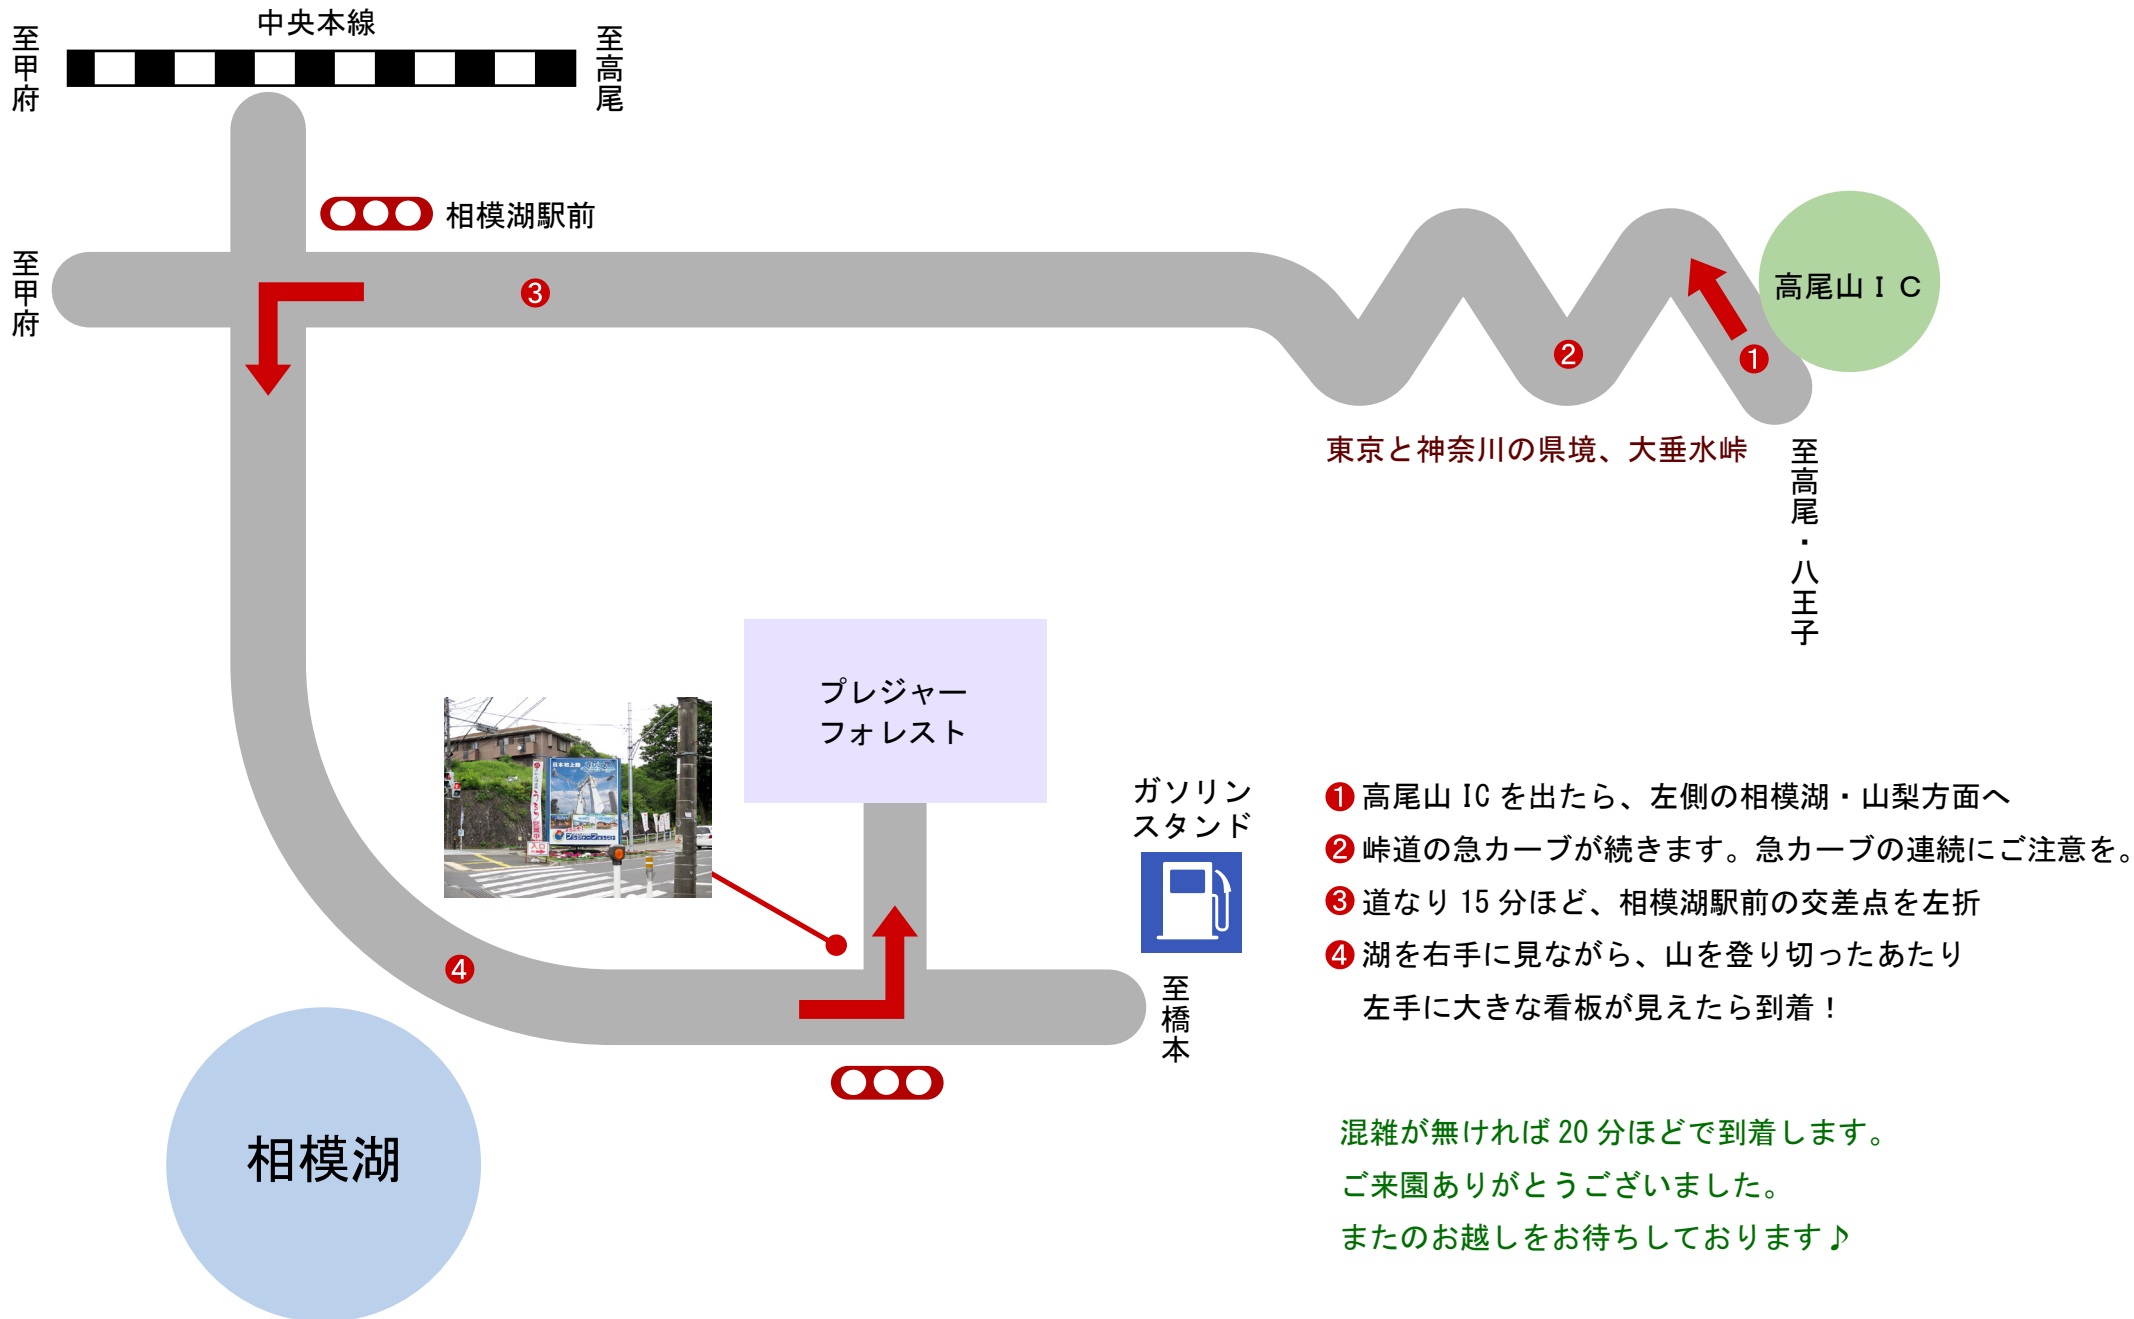 中央本線
至甲府
至高尾
相模湖駅前
至甲府
高尾山IC
東京と神奈川の県境、大垂水峠
至高尾・八王子
プレジャー
フォレスト
ガソリン
スタンド
至橋本
相模湖
❶高尾山ICを出たら、左側の相模湖・山梨方面へ
❷峠道の急カーブが続きます。急カーブの連続にご注意を。
❸道なり15分ほど、相模湖駅前の交差点を左折
❹湖を右手に見ながら、山を登り切ったあたり
左手に大きな看板が見えたら到着！
混雑が無ければ20分ほどで到着します。
ご来園ありがとうございました。
またのお越しをお待ちしております♪
❶
❷
❸
❹
入口